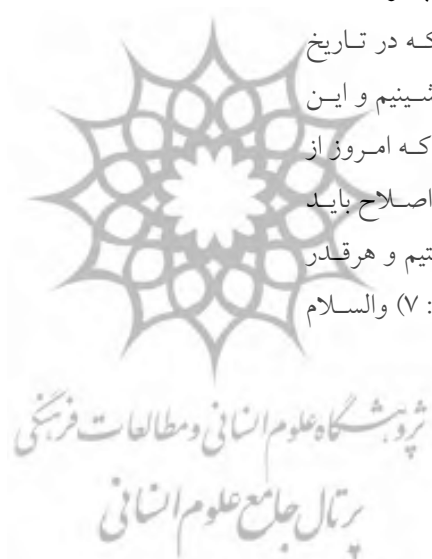 که در تاریخ
شینیم و این
که امروز از
اصلاح باید
تیم و هرقدر
: ۷) والسلام
پژوهشگاه علوم انسانی و مطالعات فرهنگی
پرتال جامع علوم انسانی